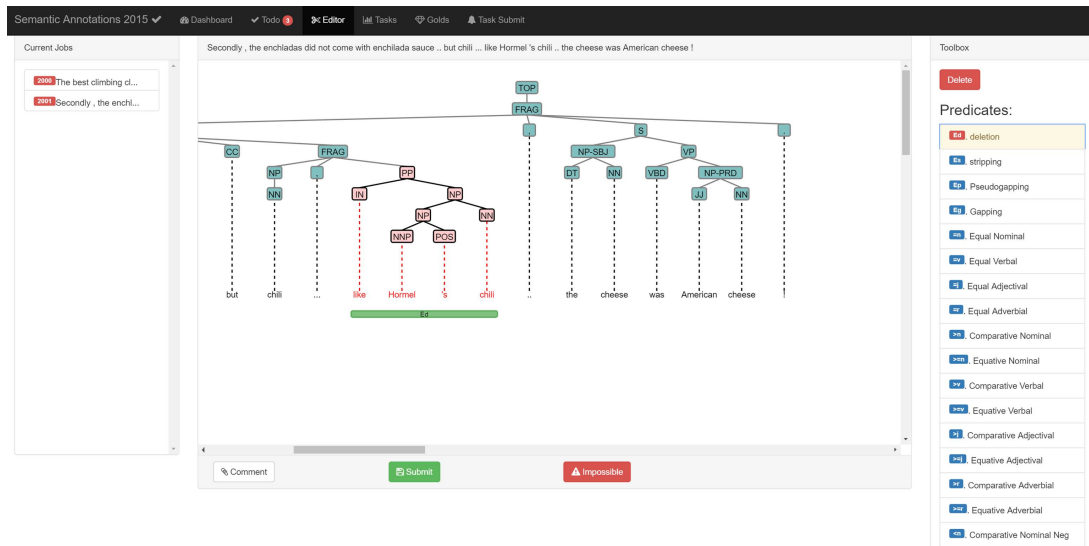 Semantic Annotations 2015 Dashboard Todo 3 Editor Tasks Golds Task Submit
Current Jobs
2000 The best climbing cl...
2001 Secondly , the enchl...
Secondly , the enchladas did not come with enchilada sauce .. but chili ... like Hormel 's chili .. the cheese was American cheese !
TOP
FRAG
. S .
CC FRAG NP-SBJ VP
NP . PP DT NN VBD NP-PRD
NN IN NP JJ NN
NP NN
NNP POS
but chili ... like Hormel 's chili .. the cheese was American cheese !
Ed
Comment Submit Impossible
Toolbox
Delete
Predicates:
Ed . deletion
Es . stripping
Ep . Pseudogapping
Eg . Gapping
=n . Equal Nominal
=v . Equal Verbal
=j . Equal Adjectival
=r . Equal Adverbial
>n . Comparative Nominal
>=n . Equative Nominal
>v . Comparative Verbal
>=v . Equative Verbal
>j . Comparative Adjectival
>=j . Equative Adjectival
>r . Comparative Adverbial
>=r . Equative Adverbial
<n . Comparative Nominal Neg